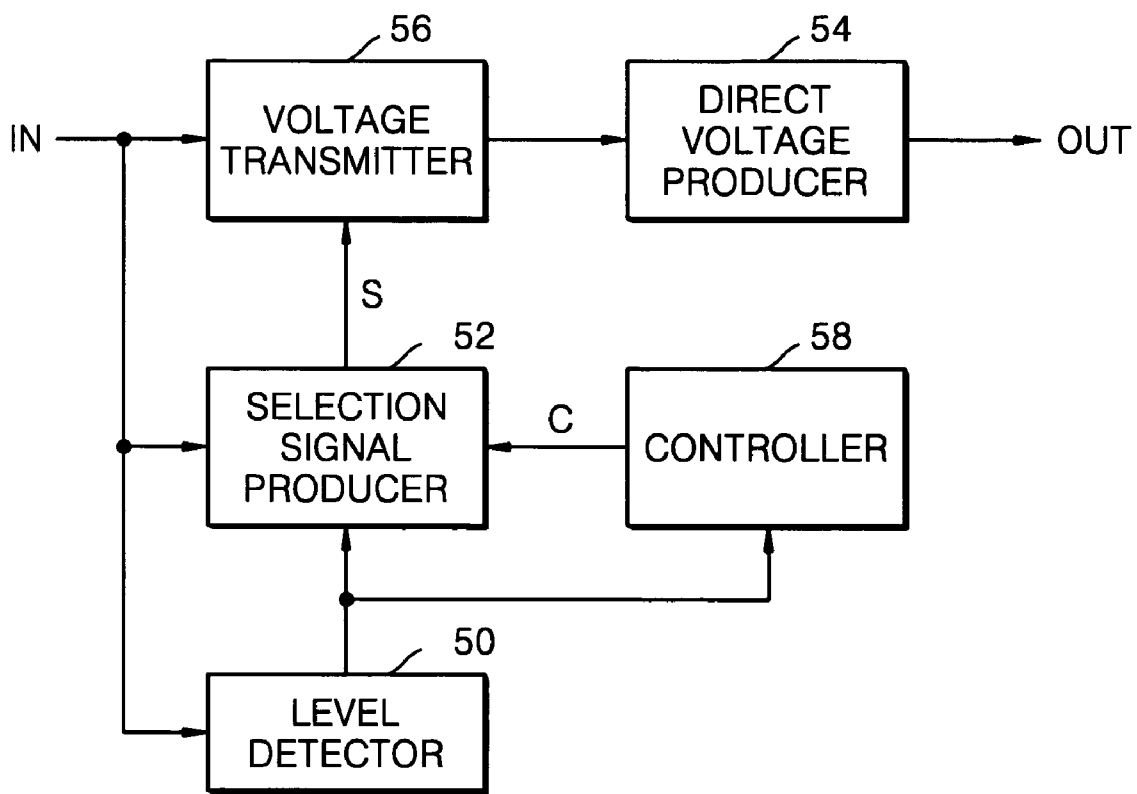 56
54
IN
VOLTAGE
TRANSMITTER
DIRECT
VOLTAGE
PRODUCER
OUT
S
52
58
SELECTION
SIGNAL
PRODUCER
C
CONTROLLER
50
LEVEL
DETECTOR